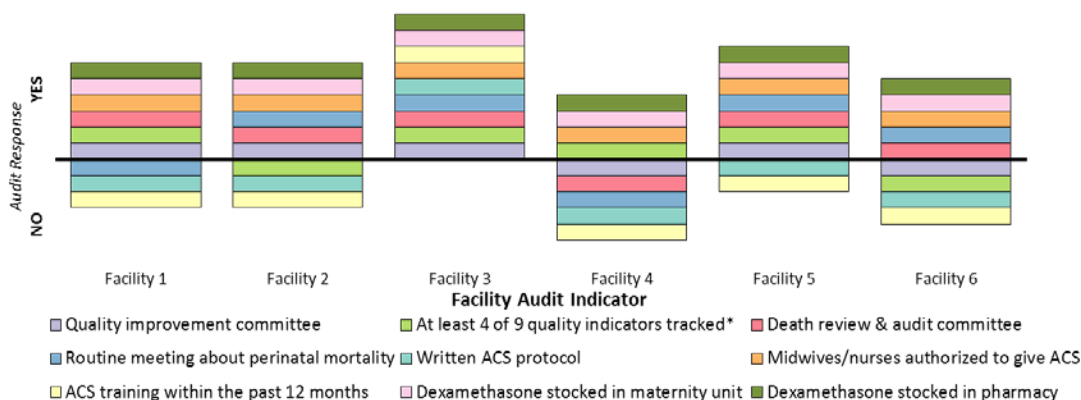 YES
Audit Response
NO
Facility 1 Facility 2 Facility 3 Facility 4 Facility 5 Facility 6
Facility Audit Indicator
Quality improvement committee At least 4 of 9 quality indicators tracked* Death review & audit committee
Routine meeting about perinatal mortality Written ACS protocol Midwives/nurses authorized to give ACS
ACS training within the past 12 months Dexamethasone stocked in maternity unit Dexamethasone stocked in pharmacy